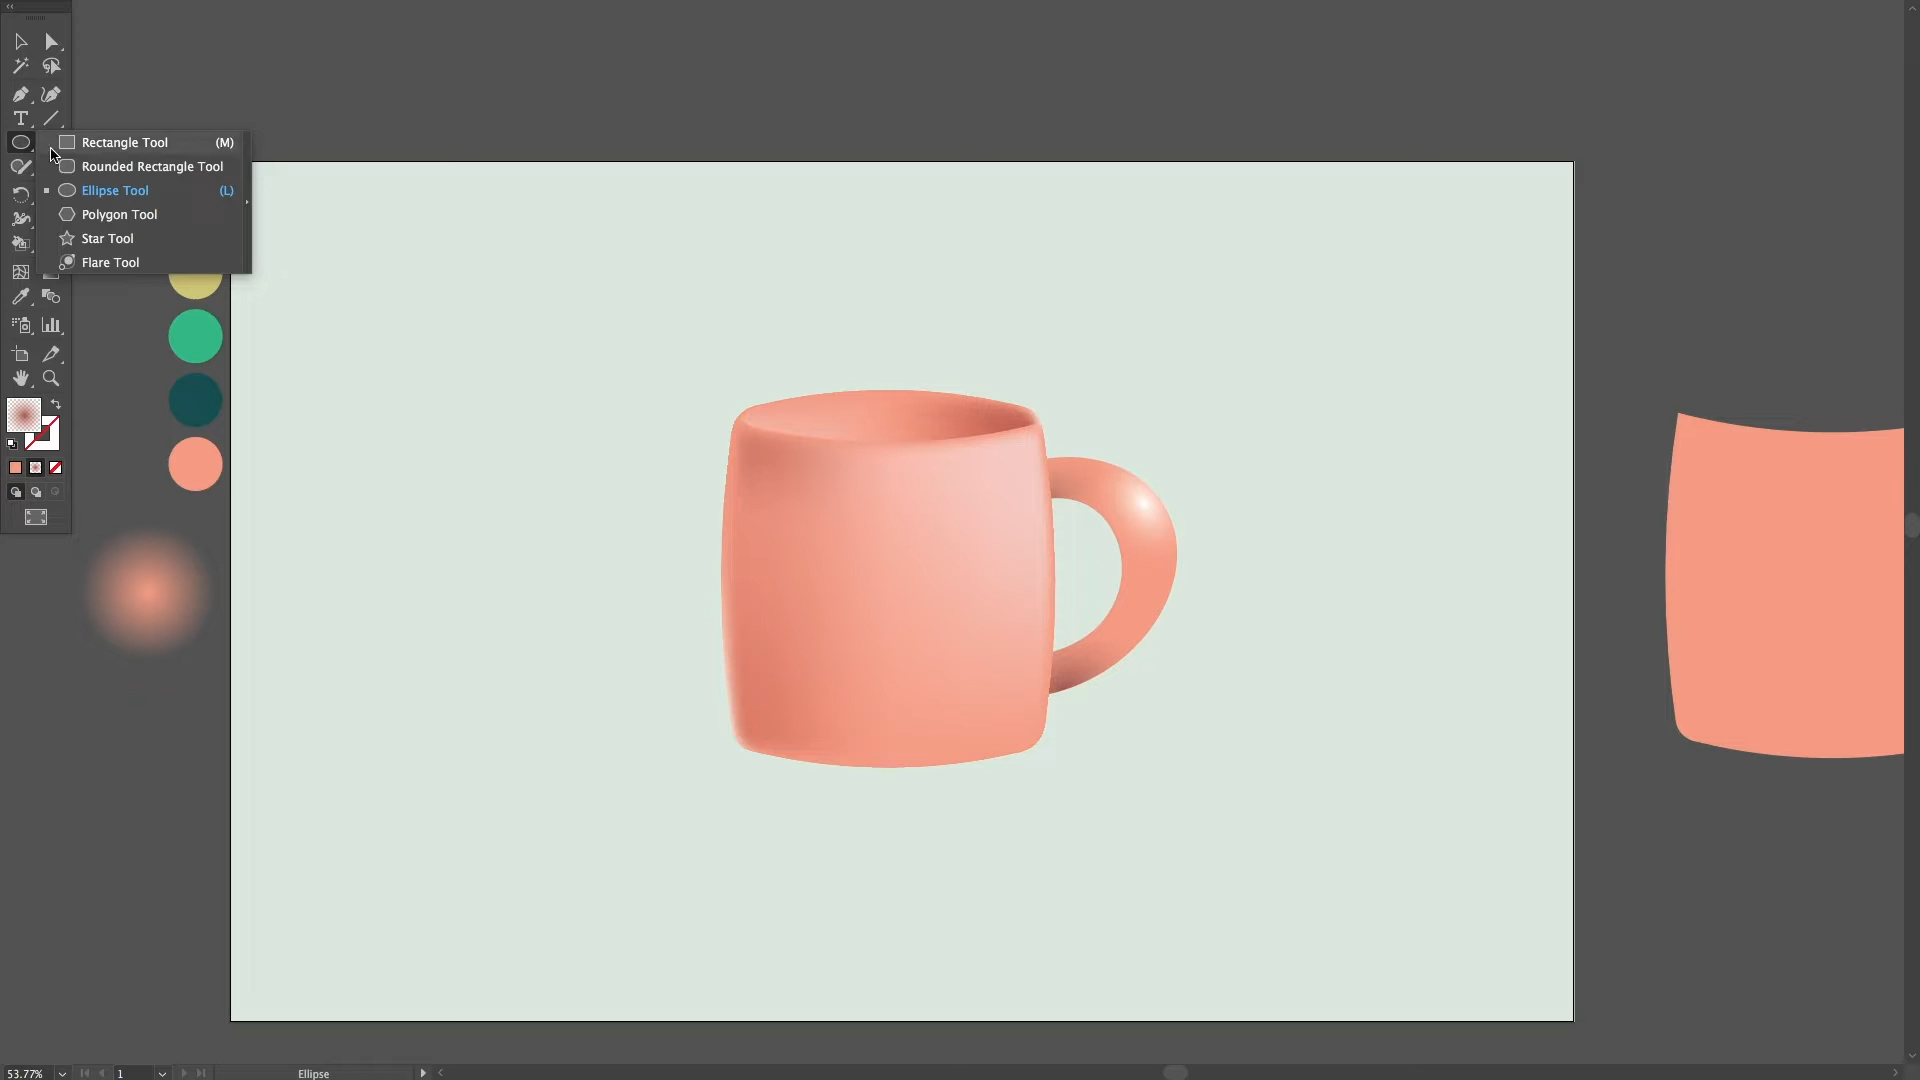 T
Rectangle Tool (M)
Rounded Rectangle Tool
Ellipse Tool (L)
Polygon Tool
Star Tool
Flare Tool
53.77% 1 Ellipse